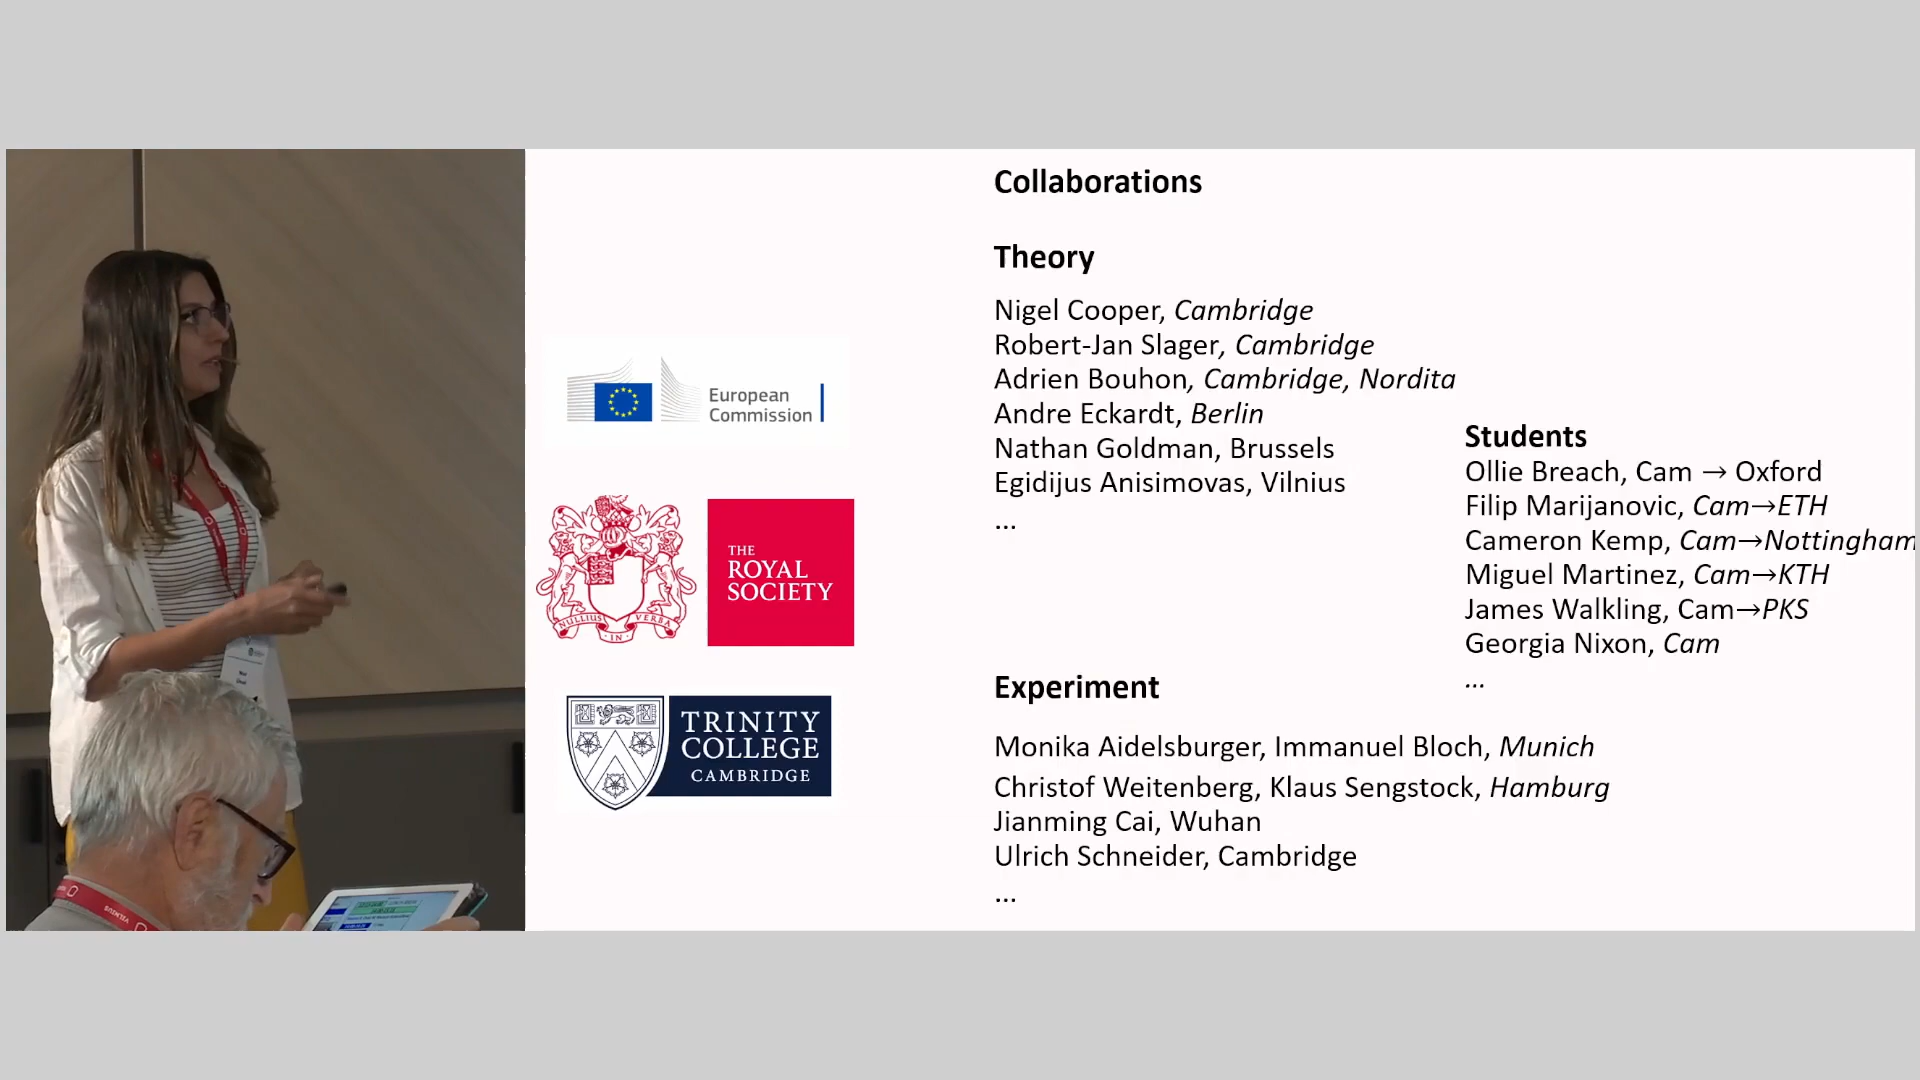 Collaborations
Theory
Nigel Cooper, Cambridge
Robert-Jan Slager, Cambridge
Adrien Bouhon, Cambridge, Nordita
Andre Eckardt, Berlin
Nathan Goldman, Brussels
Egidijus Anisimovas, Vilnius
...
Students
Ollie Breach, Cam → Oxford
Filip Marijanovic, Cam→ETH
Cameron Kemp, Cam→Nottingham
Miguel Martinez, Cam→KTH
James Walkling, Cam→PKS
Georgia Nixon, Cam
...
Experiment
Monika Aidelsburger, Immanuel Bloch, Munich
Christof Weitenberg, Klaus Sengstock, Hamburg
Jianming Cai, Wuhan
Ulrich Schneider, Cambridge
...
European
Commission
NULLIUS IN VERBA
THE
ROYAL
SOCIETY
TRINITY
COLLEGE
CAMBRIDGE
VILNIUS